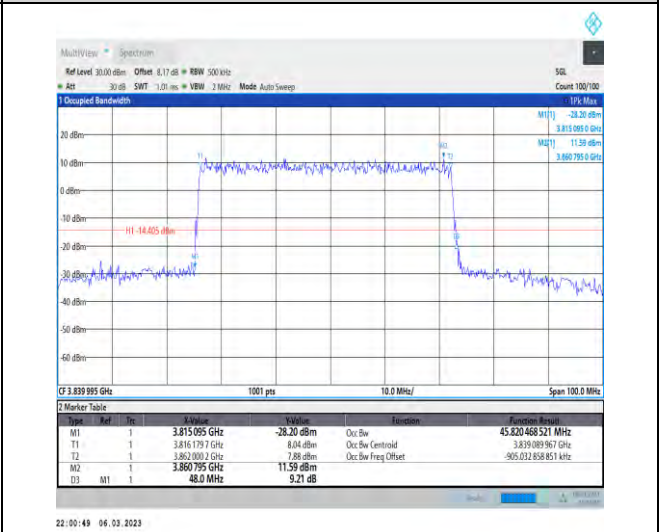 MultiView Spectrum
Ref Level 30.00 dBm Offset 8.17 dB RBW 500 kHz SGL
Att 30 dB SWT 1.01 ms VBW 2 MHz Mode Auto Sweep Count 100/100
1 Occupied Bandwidth 1Pk Max
M1[1] -28.20 dBm
3.815 095 0 GHz
M2[1] 11.59 dBm
3.860 795 0 GHz
20 dBm
10 dBm
0 dBm
-10 dBm
H1 -14.405 dBm
-20 dBm
-30 dBm
-40 dBm
-50 dBm
-60 dBm
T1
M2
T2
M1
CF 3.839 995 GHz 1001 pts 10.0 MHz/ Span 100.0 MHz
2 Marker Table
Type Ref Trc X-Value Y-Value Function Function Result
M1 1 3.815 095 GHz -28.20 dBm Occ Bw 45.820 468 521 MHz
T1 1 3.816 179 7 GHz 8.04 dBm Occ Bw Centroid 3.839 089 967 GHz
T2 1 3.862 000 2 GHz 7.88 dBm Occ Bw Freq Offset -905.032 858 851 kHz
M2 1 3.860 795 GHz 11.59 dBm
D3 M1 1 48.0 MHz 9.21 dB
22:00:49 06.03.2023